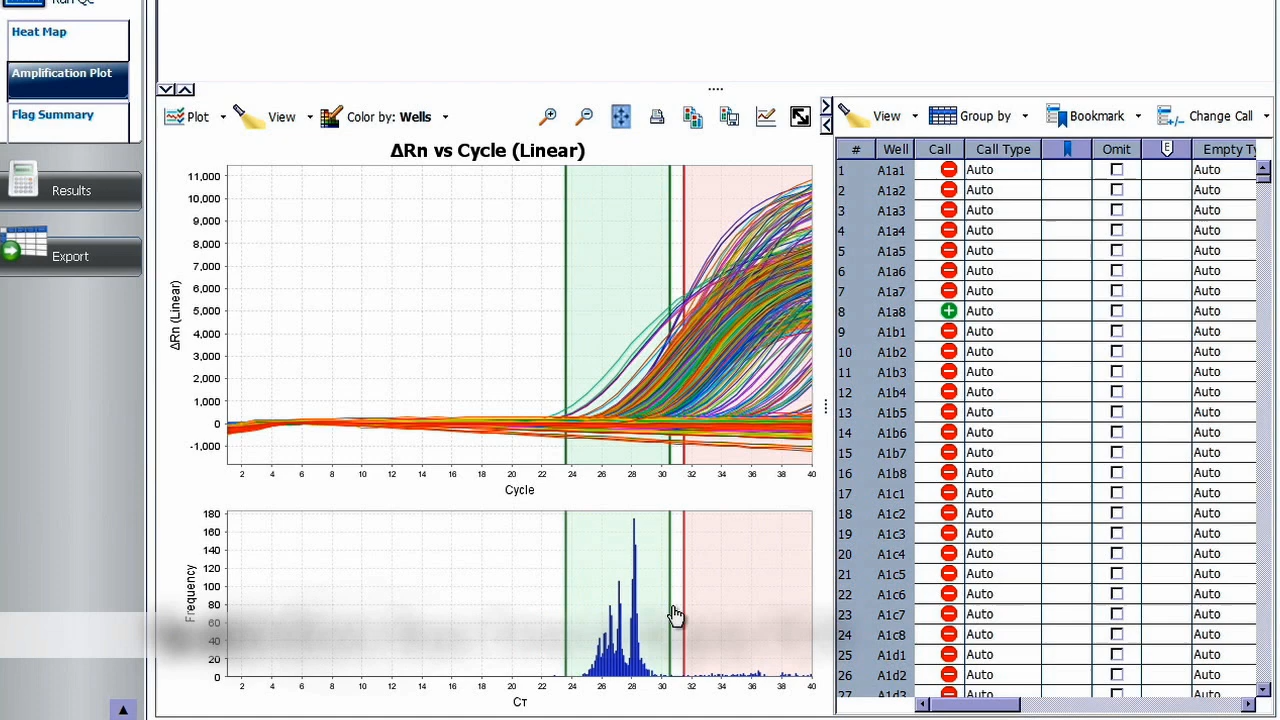 Run QC
Heat Map
Amplification Plot
Flag Summary
Results
Export
Plot View Color by: Wells
ΔRn vs Cycle (Linear)
ΔRn (Linear)
11,000
10,000
9,000
8,000
7,000
6,000
5,000
4,000
3,000
2,000
1,000
0
-1,000
4 6 8 10 12 14 16 18 20 22 24 26 28 30 32 34 36 38 40
Cycle
Frequency
180
160
140
120
100
80
60
40
20
0
2 4 6 8 10 12 14 16 18 20 22 24 26 28 30 32 34 36 38 40
Cт
View Group by Bookmark Change Call
# Well Call Call Type Omit E Empty Ty
1 A1a1 Auto Auto
2 A1a2 Auto Auto
3 A1a3 Auto Auto
4 A1a4 Auto Auto
5 A1a5 Auto Auto
6 A1a6 Auto Auto
7 A1a7 Auto Auto
8 A1a8 Auto Auto
9 A1b1 Auto Auto
10 A1b2 Auto Auto
11 A1b3 Auto Auto
12 A1b4 Auto Auto
13 A1b5 Auto Auto
14 A1b6 Auto Auto
15 A1b7 Auto Auto
16 A1b8 Auto Auto
17 A1c1 Auto Auto
18 A1c2 Auto Auto
19 A1c3 Auto Auto
20 A1c4 Auto Auto
21 A1c5 Auto Auto
22 A1c6 Auto Auto
23 A1c7 Auto Auto
24 A1c8 Auto Auto
25 A1d1 Auto Auto
26 A1d2 Auto Auto
27 A1d3 Auto Auto